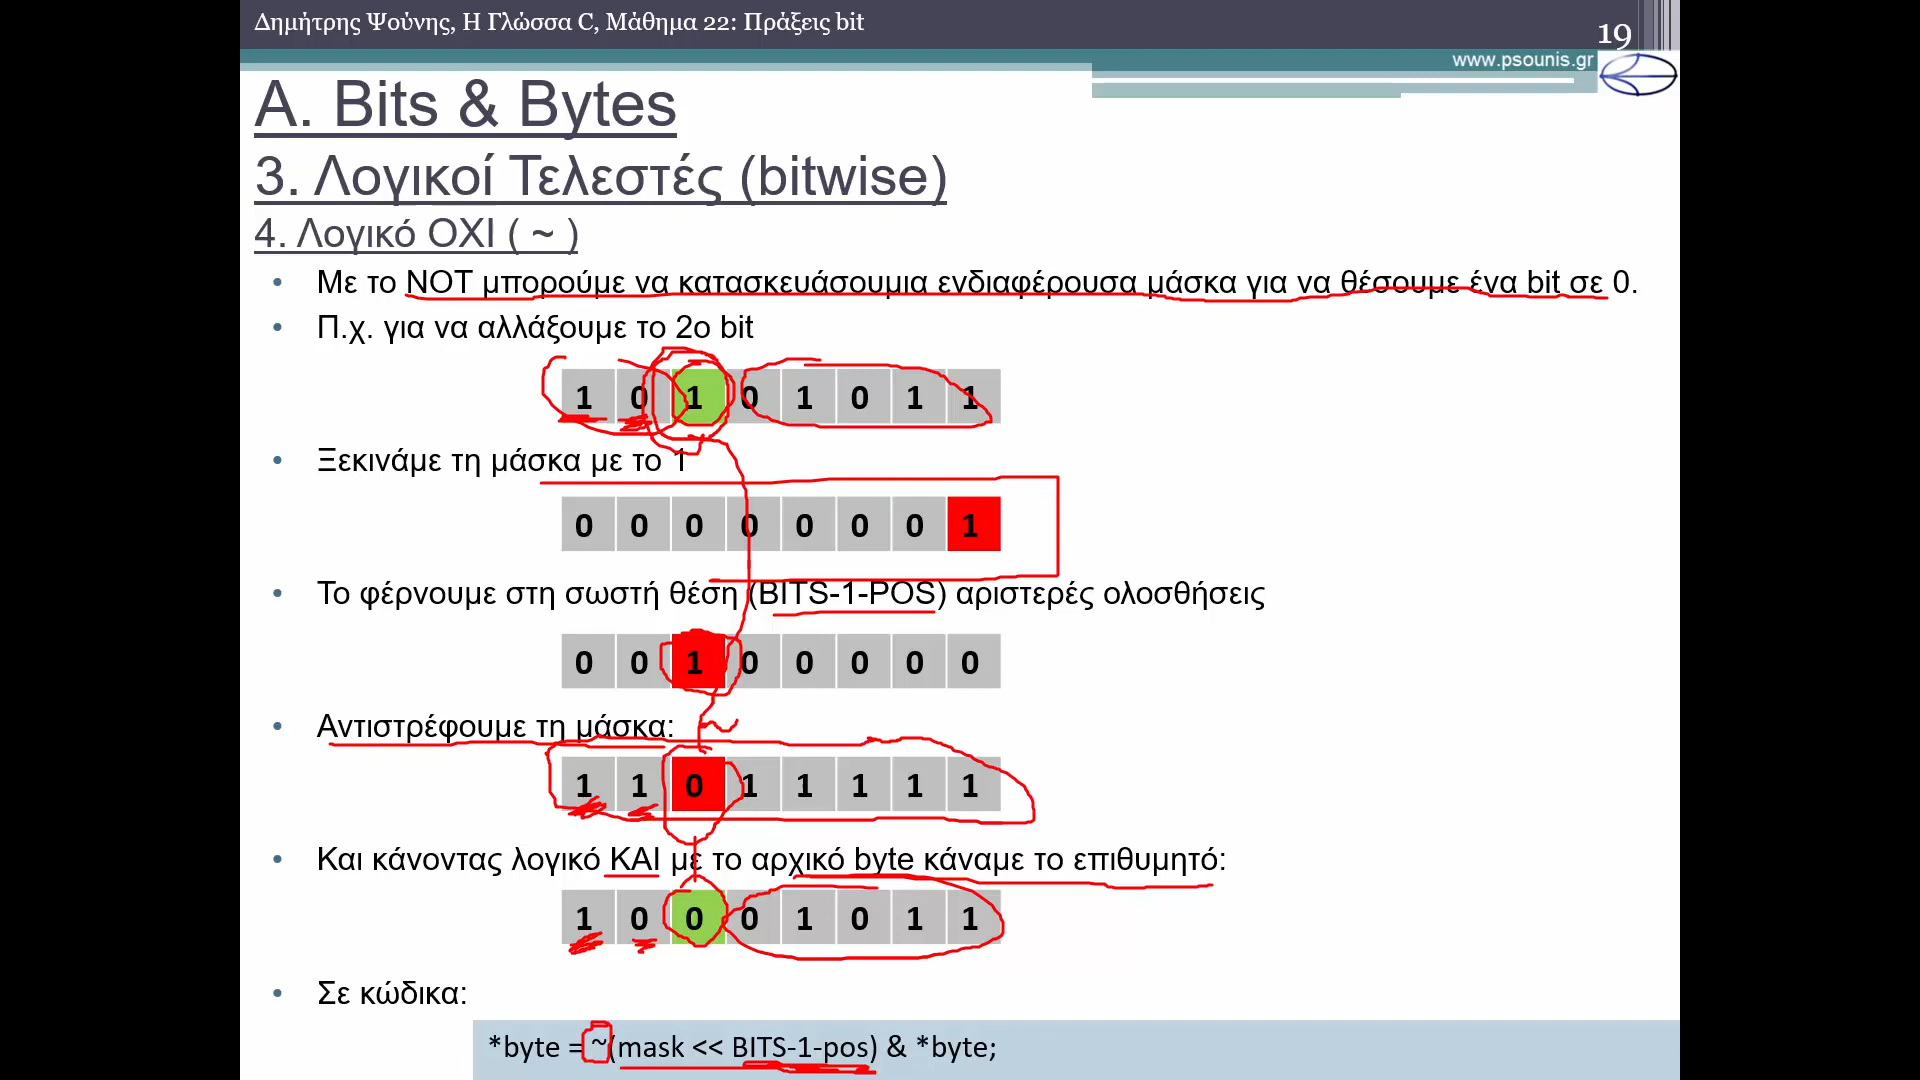 Δημήτρης Ψούνης, Η Γλώσσα C, Μάθημα 22: Πράξεις bit
19
www.psounis.gr
A. Bits & Bytes
3. Λογικοί Τελεστές (bitwise)
4. Λογικό ΟΧΙ ( ~ )
• Με το NOT μπορούμε να κατασκευάσουμια ενδιαφέρουσα μάσκα για να θέσουμε ένα bit σε 0.
• Π.χ. για να αλλάξουμε το 2ο bit
1 0 1 0 1 0 1 1
• Ξεκινάμε τη μάσκα με το 1
0 0 0 0 0 0 0 1
• Το φέρνουμε στη σωστή θέση (BITS-1-POS) αριστερές ολοσθήσεις
0 0 1 0 0 0 0 0
• Αντιστρέφουμε τη μάσκα:
~
1 1 0 1 1 1 1 1
• Και κάνοντας λογικό ΚΑΙ με το αρχικό byte κάναμε το επιθυμητό:
1 0 0 0 1 0 1 1
• Σε κώδικα:
*byte = ~(mask << BITS-1-pos) & *byte;